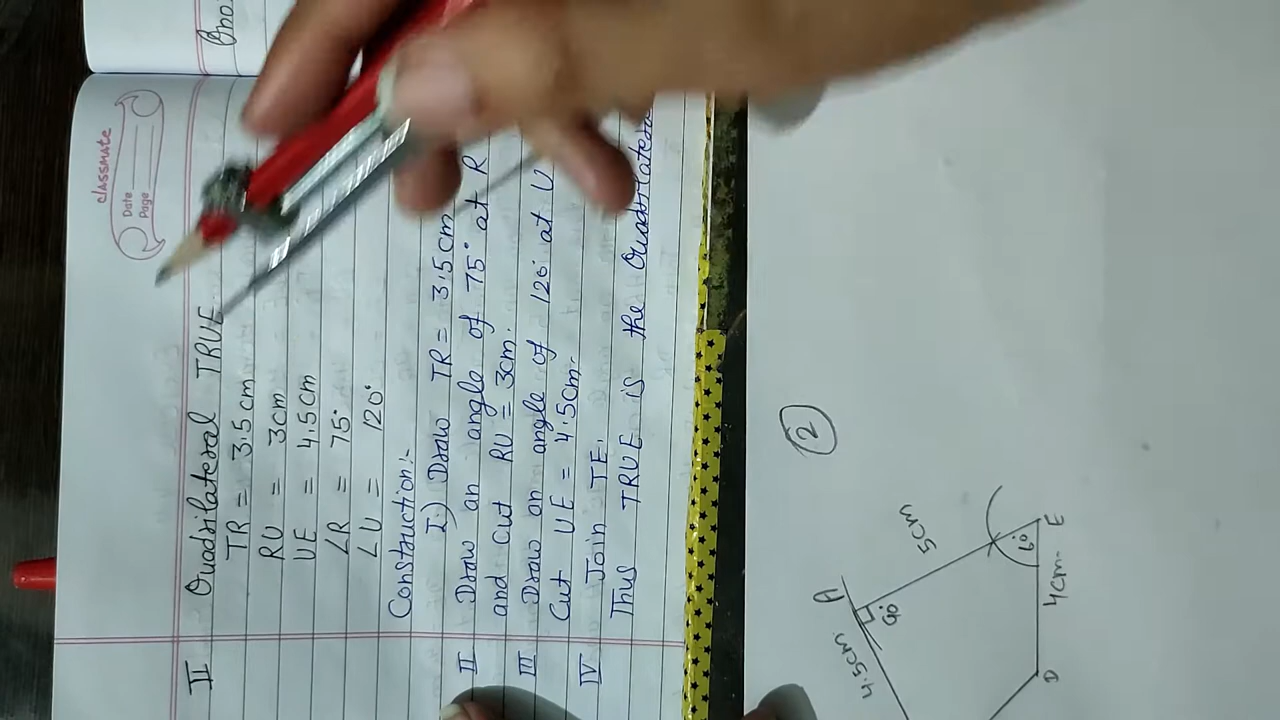 classmate
Date
Page
II Quadrilateral TRUE
TR = 3.5 cm
RU = 3cm
UE = 4.5cm
∠R = 75°
∠U = 120°
Construction:-
I) Draw TR = 3.5cm
II Draw an angle of 75° at R
and cut RU = 3cm.
III Draw an angle of 120° at U
Cut UE = 4.5cm.
IV Join TE.
Thus TRUE is the Quadrilateral
2
A
4.5cm
5cm
90°
60°
E
4cm
D